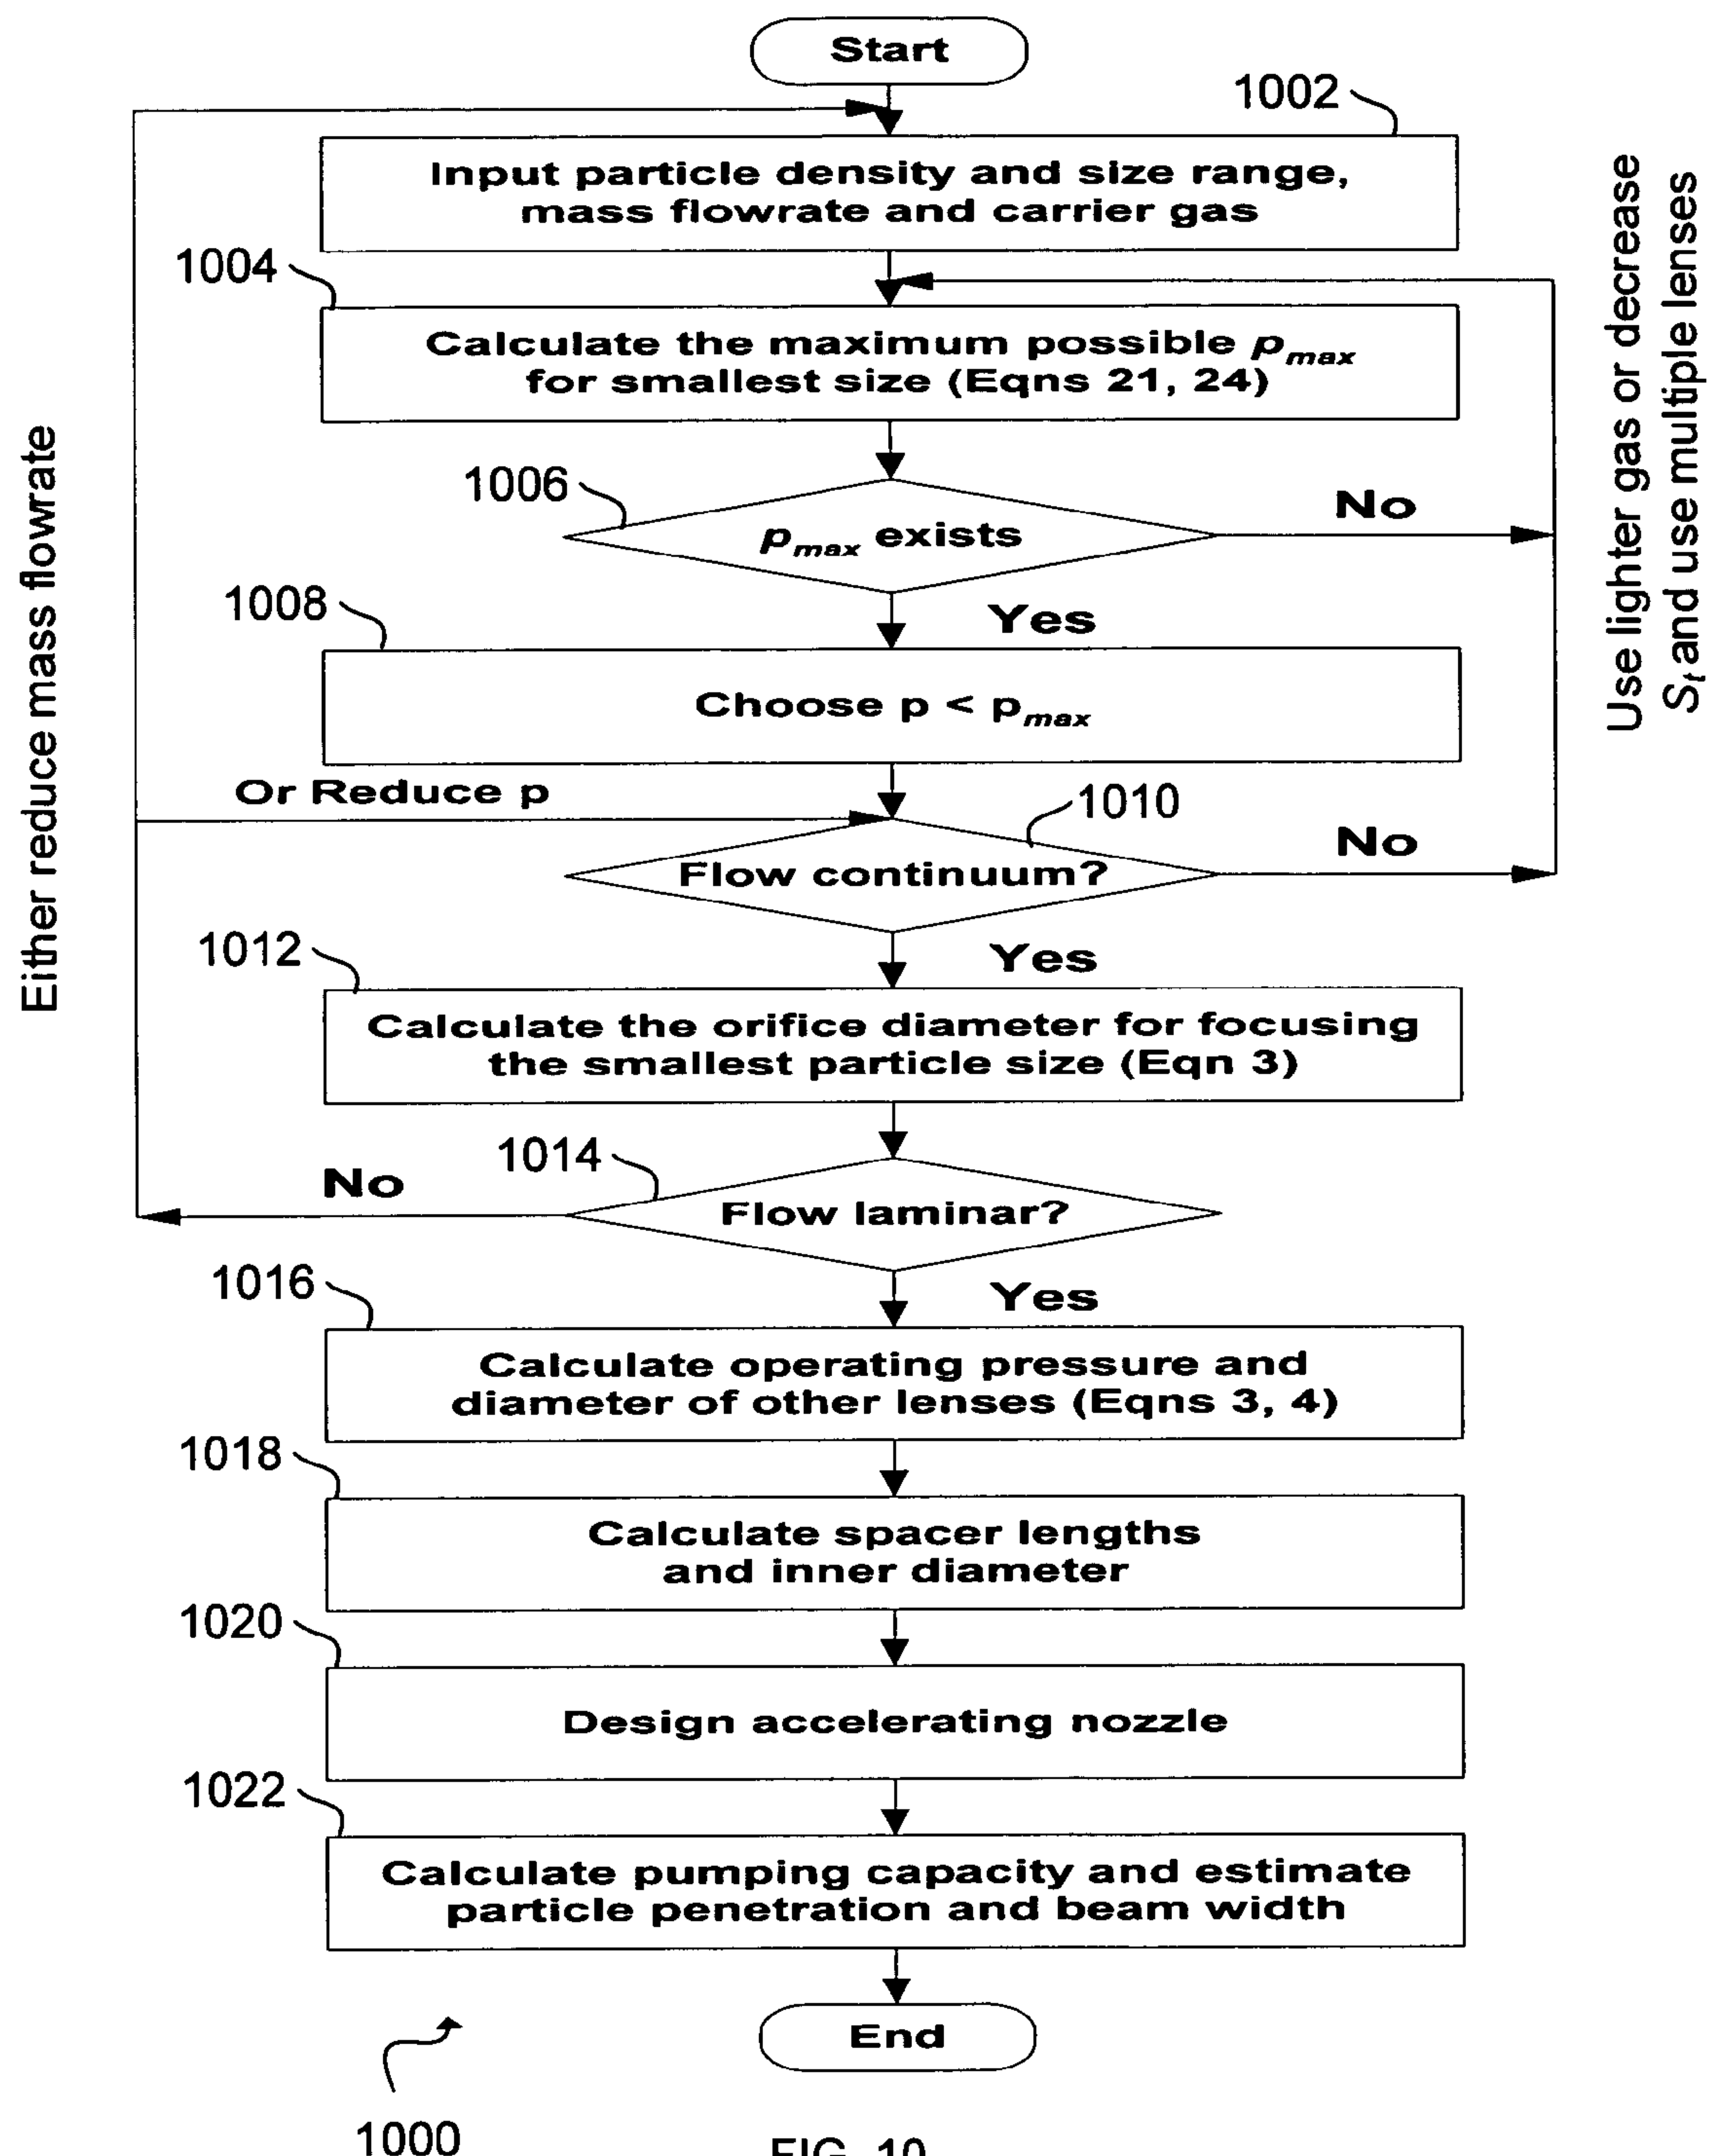 Start
1002
Input particle density and size range,
mass flowrate and carrier gas
1004
Calculate the maximum possible pmax
for smallest size (Eqns 21, 24)
1006
pmax exists
No
Yes
1008
Choose p < pmax
Or Reduce p
1010
Flow continuum?
No
Yes
1012
Calculate the orifice diameter for focusing
the smallest particle size (Eqn 3)
1014
Flow laminar?
No
Yes
1016
Calculate operating pressure and
diameter of other lenses (Eqns 3, 4)
1018
Calculate spacer lengths
and inner diameter
1020
Design accelerating nozzle
1022
Calculate pumping capacity and estimate
particle penetration and beam width
End
1000
FIG. 10
Either reduce mass flowrate
Use lighter gas or decrease
St and use multiple lenses